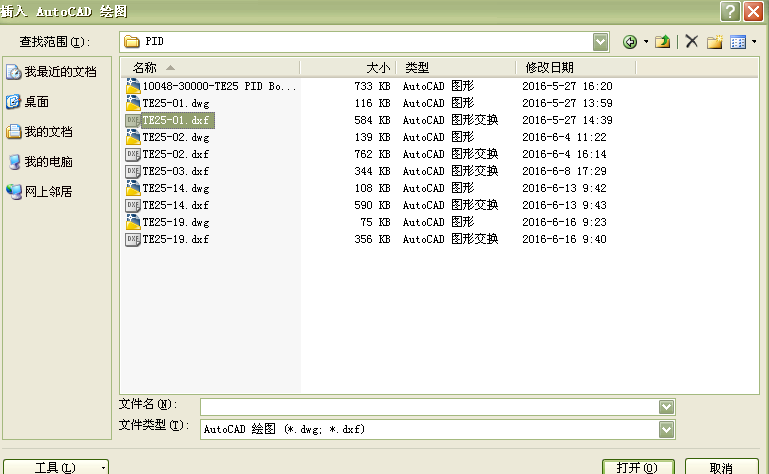 插入 AutoCAD 绘图
查找范围(I): PID
名称 大小 类型 修改日期
10048-30000-TE25 PID Bo... 733 KB AutoCAD 图形 2016-5-27 16:20
TE25-01.dwg 116 KB AutoCAD 图形 2016-5-27 13:59
TE25-01.dxf 584 KB AutoCAD 图形交换 2016-5-27 14:39
TE25-02.dwg 139 KB AutoCAD 图形 2016-6-4 11:22
TE25-02.dxf 762 KB AutoCAD 图形交换 2016-6-4 16:14
TE25-03.dxf 344 KB AutoCAD 图形交换 2016-6-8 17:29
TE25-14.dwg 108 KB AutoCAD 图形 2016-6-13 9:42
TE25-14.dxf 590 KB AutoCAD 图形交换 2016-6-13 9:43
TE25-19.dwg 75 KB AutoCAD 图形 2016-6-16 9:23
TE25-19.dxf 356 KB AutoCAD 图形交换 2016-6-16 9:40
我最近的文档
桌面
我的文档
我的电脑
网上邻居
文件名(N):
文件类型(T): AutoCAD 绘图 (*.dwg; *.dxf)
工具(L) 打开(O) 取消